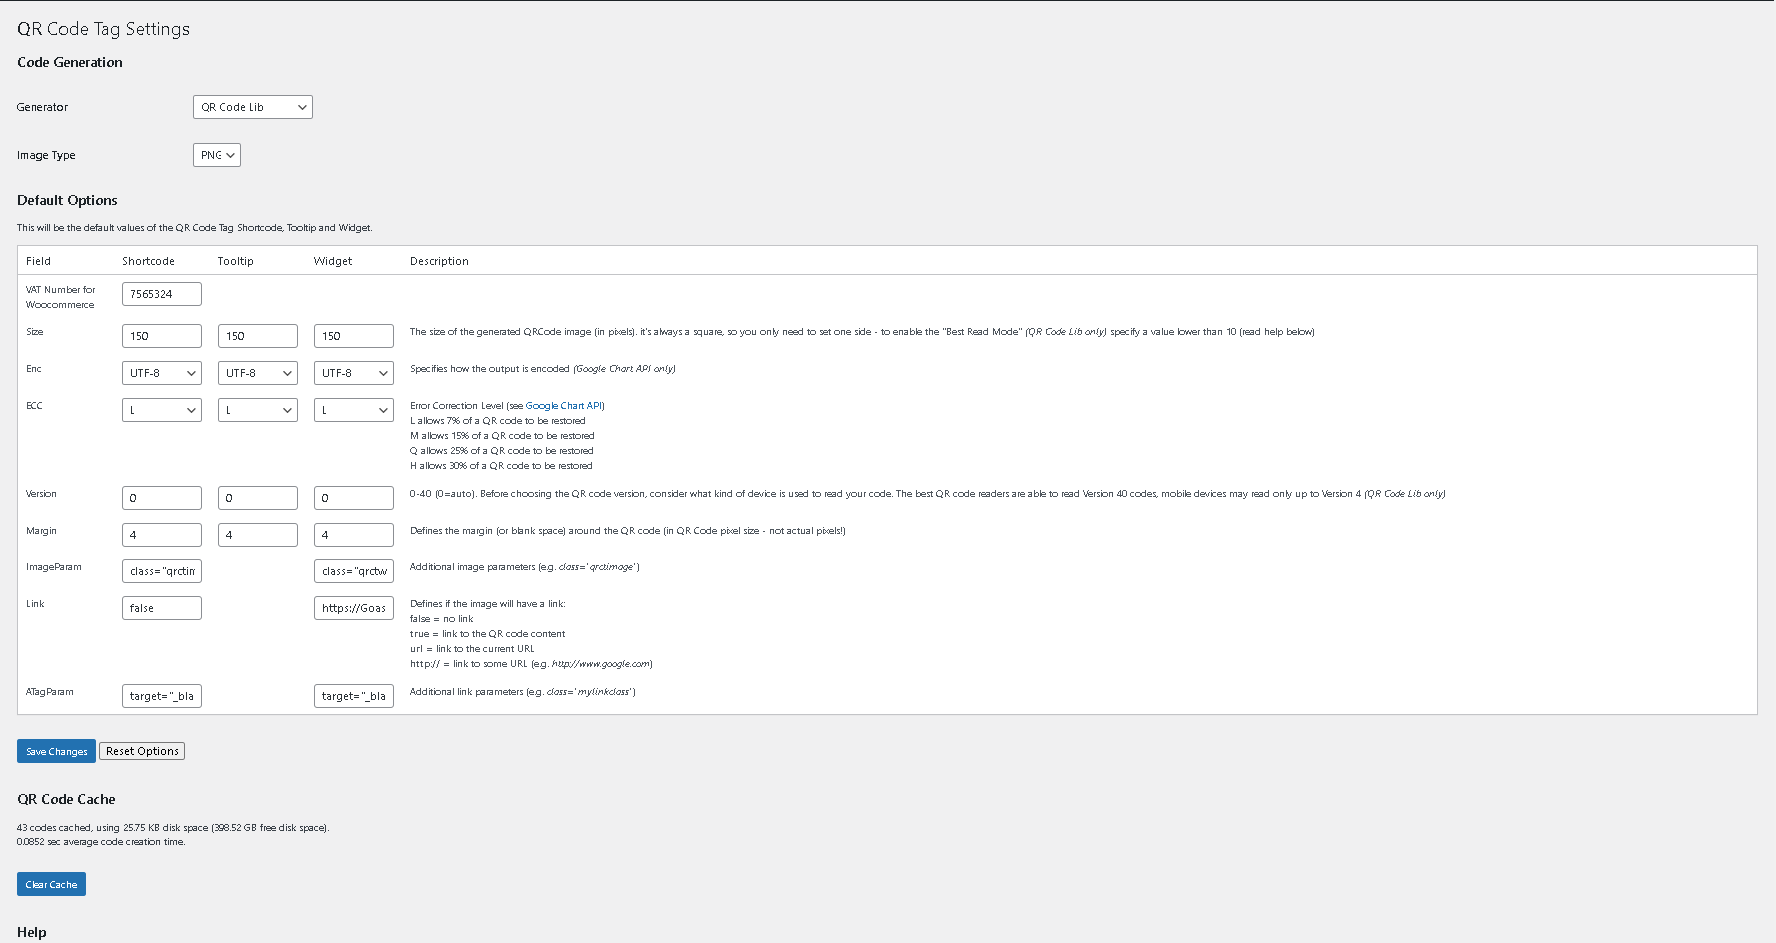 QR Code Tag Settings
Code Generation
Generator QR Code Lib
Image Type PNG
Default Options
This will be the default values of the QR Code Tag Shortcode, Tooltip and Widget.
Field Shortcode Tooltip Widget Description
VAT Number for
Woocommerce
7565324
Size 150 150 150 The size of the generated QRCode image (in pixels). it's always a square, so you only need to set one side - to enable the "Best Read Mode" (QR Code Lib only) specify a value lower than 10 (read help below)
Enc UTF-8 UTF-8 UTF-8 Specifies how the output is encoded (Google Chart API only)
ECC L L L Error Correction Level (see Google Chart API)
L allows 7% of a QR code to be restored
M allows 15% of a QR code to be restored
Q allows 25% of a QR code to be restored
H allows 30% of a QR code to be restored
Version 0 0 0 0-40 (0=auto). Before choosing the QR code version, consider what kind of device is used to read your code. The best QR code readers are able to read Version 40 codes, mobile devices may read only up to Version 4 (QR Code Lib only)
Margin 4 4 4 Defines the margin (or blank space) around the QR code (in QR Code pixel size - not actual pixels!)
ImageParam class="qrctin class="qrctw Additional image parameters (e.g. class='qrctimage')
Link false https://Goas Defines if the image will have a link:
false = no link
true = link to the QR code content
url = link to the current URL
http:// = link to some URL (e.g. http://www.google.com)
ATagParam target="_bla target="_bla Additional link parameters (e.g. class='mylinkclass')
Save Changes Reset Options
QR Code Cache
43 codes cached, using 25.75 KB disk space (398.52 GB free disk space).
0.0852 sec average code creation time.
Clear Cache
Help